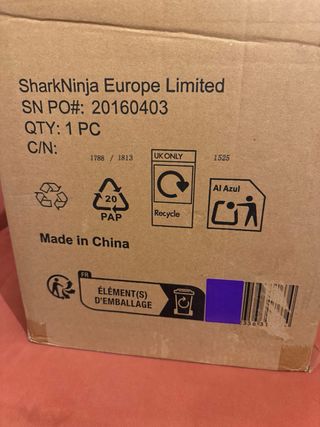 SharkNinja Europe Limited
SN PO#: 20160403
QTY: 1 PC
C/N:
1788 / 1813
1525
UK ONLY
Recycle
20
PAP
Al Azul
Made in China
FR
ÉLÉMENT(S)
D'EMBALLAGE